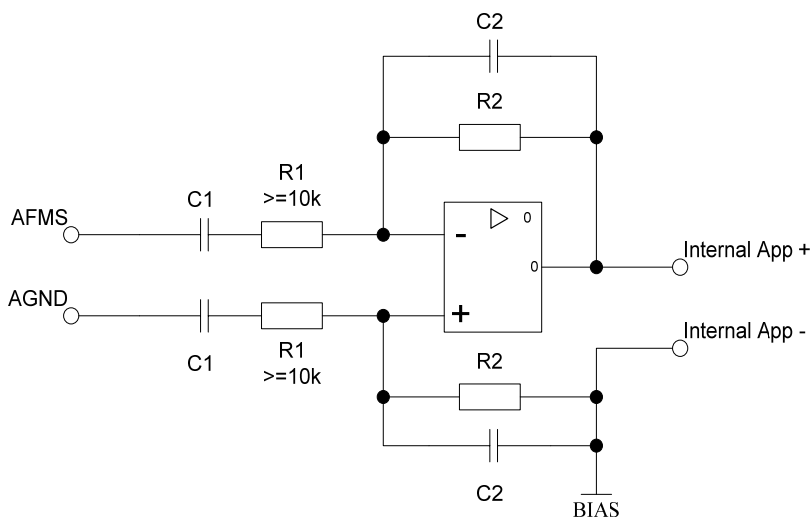 C2
R2
R1
>=10k
C1
AFMS
- 0
Internal App +
0
AGND
+
Internal App -
C1
R1
>=10k
R2
C2
BIAS